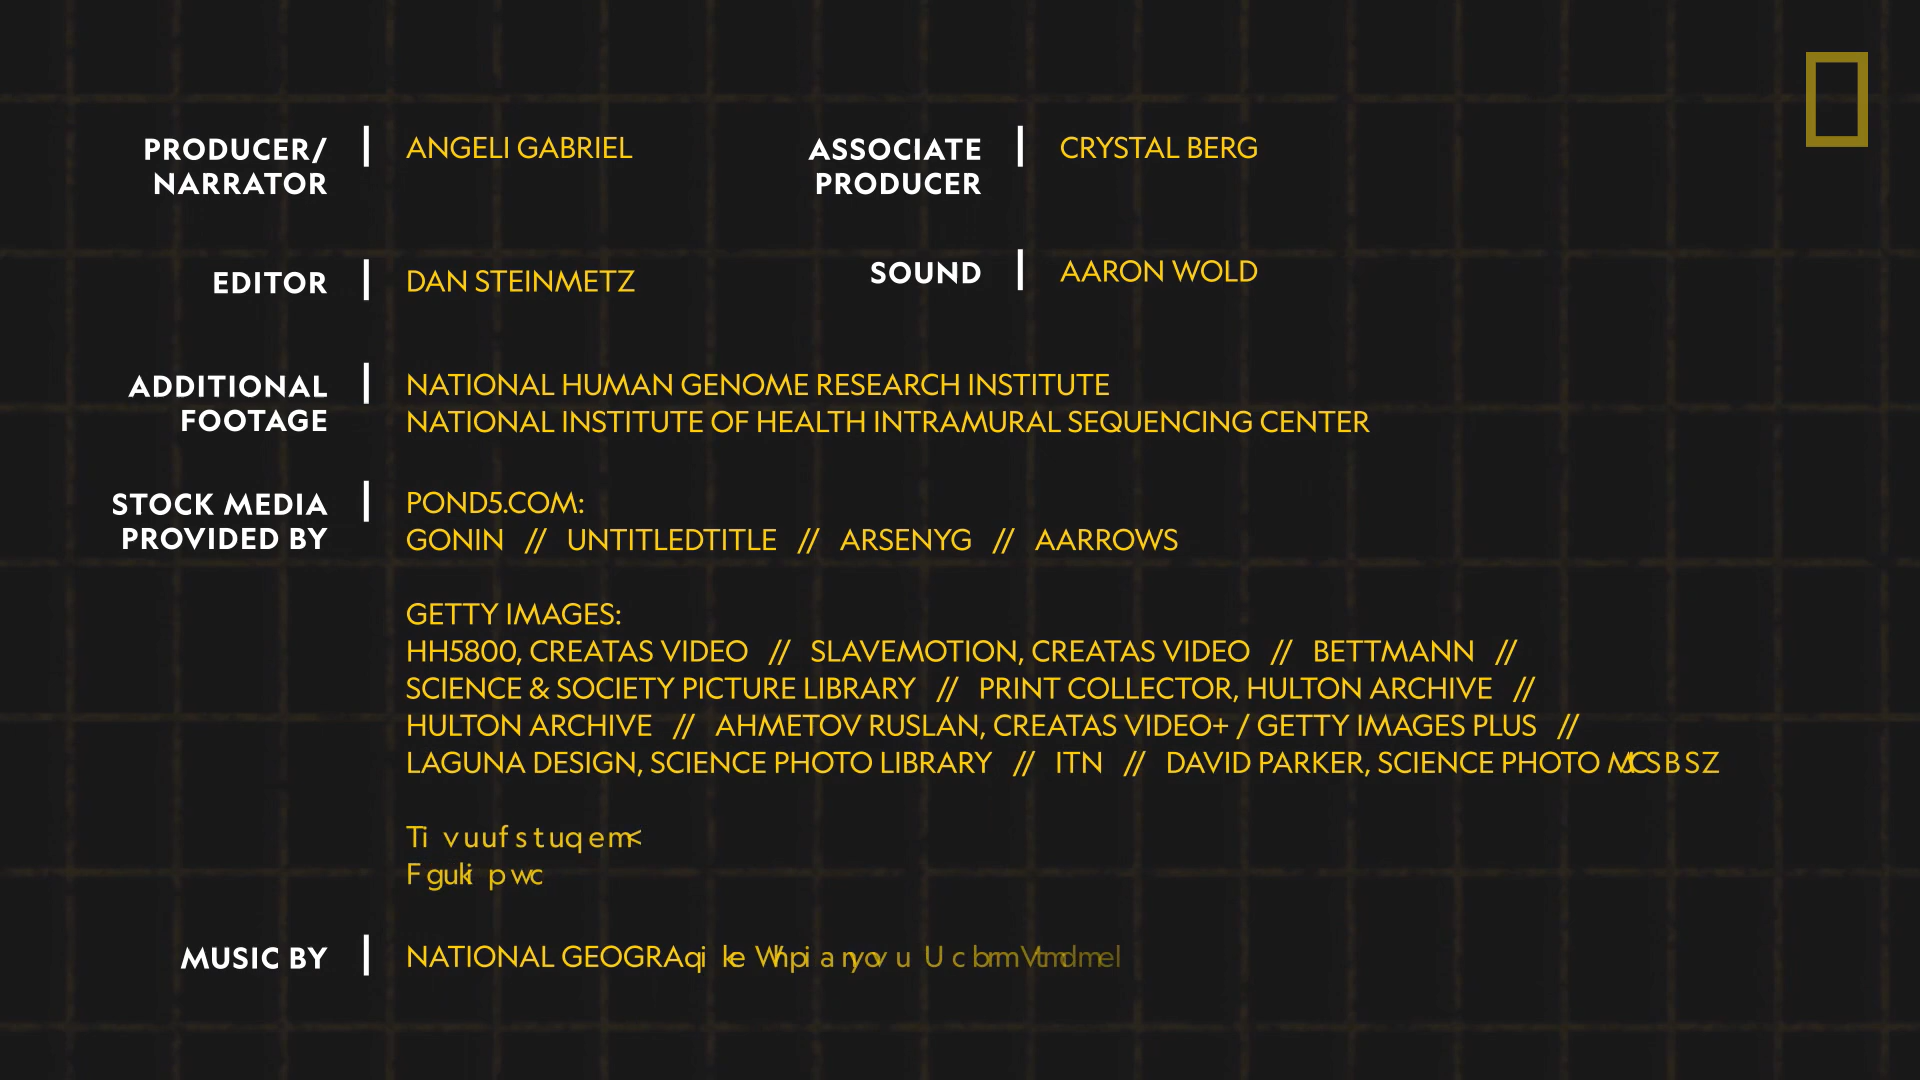 PRODUCER/
NARRATOR
ANGELI GABRIEL
ASSOCIATE
PRODUCER
CRYSTAL BERG
EDITOR
DAN STEINMETZ
SOUND
AARON WOLD
ADDITIONAL
FOOTAGE
NATIONAL HUMAN GENOME RESEARCH INSTITUTE
NATIONAL INSTITUTE OF HEALTH INTRAMURAL SEQUENCING CENTER
STOCK MEDIA
PROVIDED BY
POND5.COM:
GONIN // UNTITLEDTITLE // ARSENYG // AARROWS
GETTY IMAGES:
HH5800, CREATAS VIDEO // SLAVEMOTION, CREATAS VIDEO // BETTMANN //
SCIENCE & SOCIETY PICTURE LIBRARY // PRINT COLLECTOR, HULTON ARCHIVE //
HULTON ARCHIVE // AHMETOV RUSLAN, CREATAS VIDEO+ / GETTY IMAGES PLUS //
LAGUNA DESIGN, SCIENCE PHOTO LIBRARY // ITN // DAVID PARKER, SCIENCE PHOTO
MUSIC BY
NATIONAL